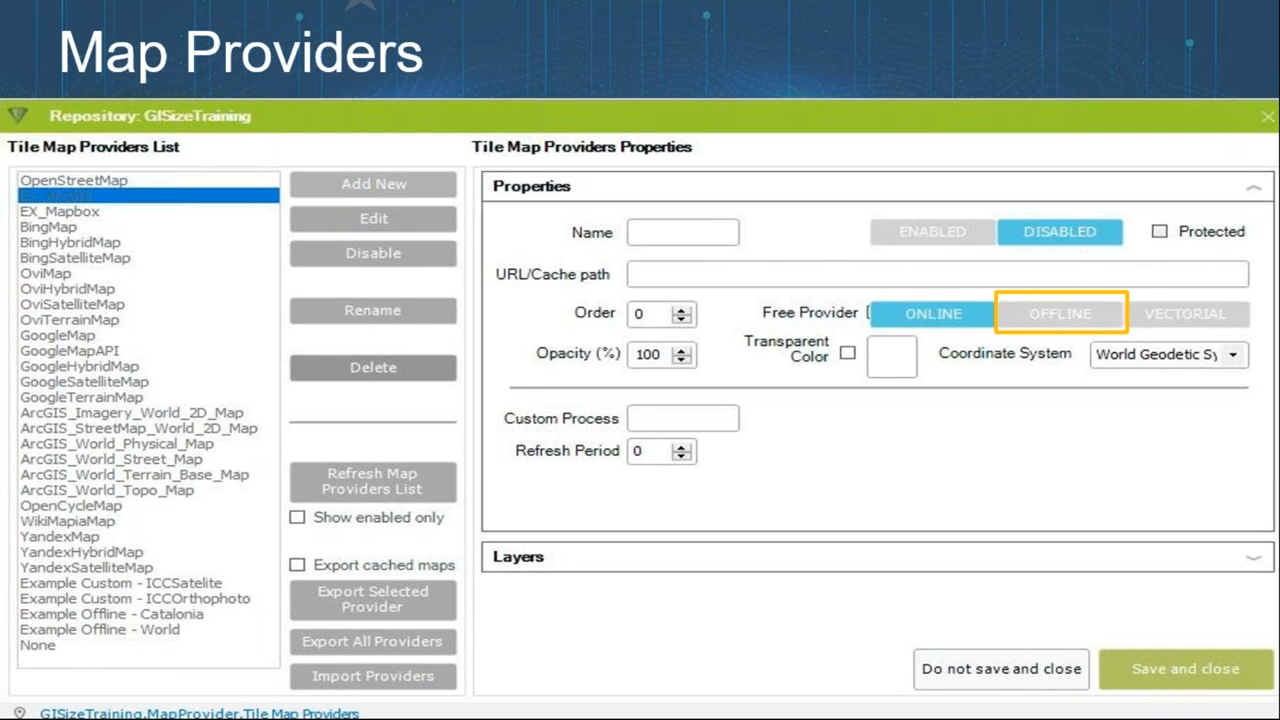 Map Providers
Repository: GISizeTraining
Tile Map Providers List
OpenStreetMap
EX_Mapbox
BingMap
BingHybridMap
BingSatelliteMap
OviMap
OviHybridMap
OviSatelliteMap
OviTerrainMap
GoogleMap
GoogleMapAPI
GoogleHybridMap
GoogleSatelliteMap
GoogleTerrainMap
ArcGIS_Imagery_World_2D_Map
ArcGIS_StreetMap_World_2D_Map
ArcGIS_World_Physical_Map
ArcGIS_World_Street_Map
ArcGIS_World_Terrain_Base_Map
ArcGIS_World_Topo_Map
OpenCycleMap
WikiMapiaMap
YandexMap
YandexHybridMap
YandexSatelliteMap
Example Custom - ICCSatelite
Example Custom - ICCOrthophoto
Example Offline - Catalonia
Example Offline - World
None
Add New
Edit
Disable
Rename
Delete
Refresh Map
Providers List
Show enabled only
Export cached maps
Export Selected
Provider
Export All Providers
Import Providers
Tile Map Providers Properties
Properties
Name
ENABLED DISABLED Protected
URL/Cache path
Order 0 Free Provider ONLINE OFFLINE VECTORIAL
Opacity (%) 100 Transparent
Color Coordinate System World Geodetic Sy
Custom Process
Refresh Period 0
Layers
Do not save and close Save and close
GISizeTraining.MapProvider.Tile Map Providers